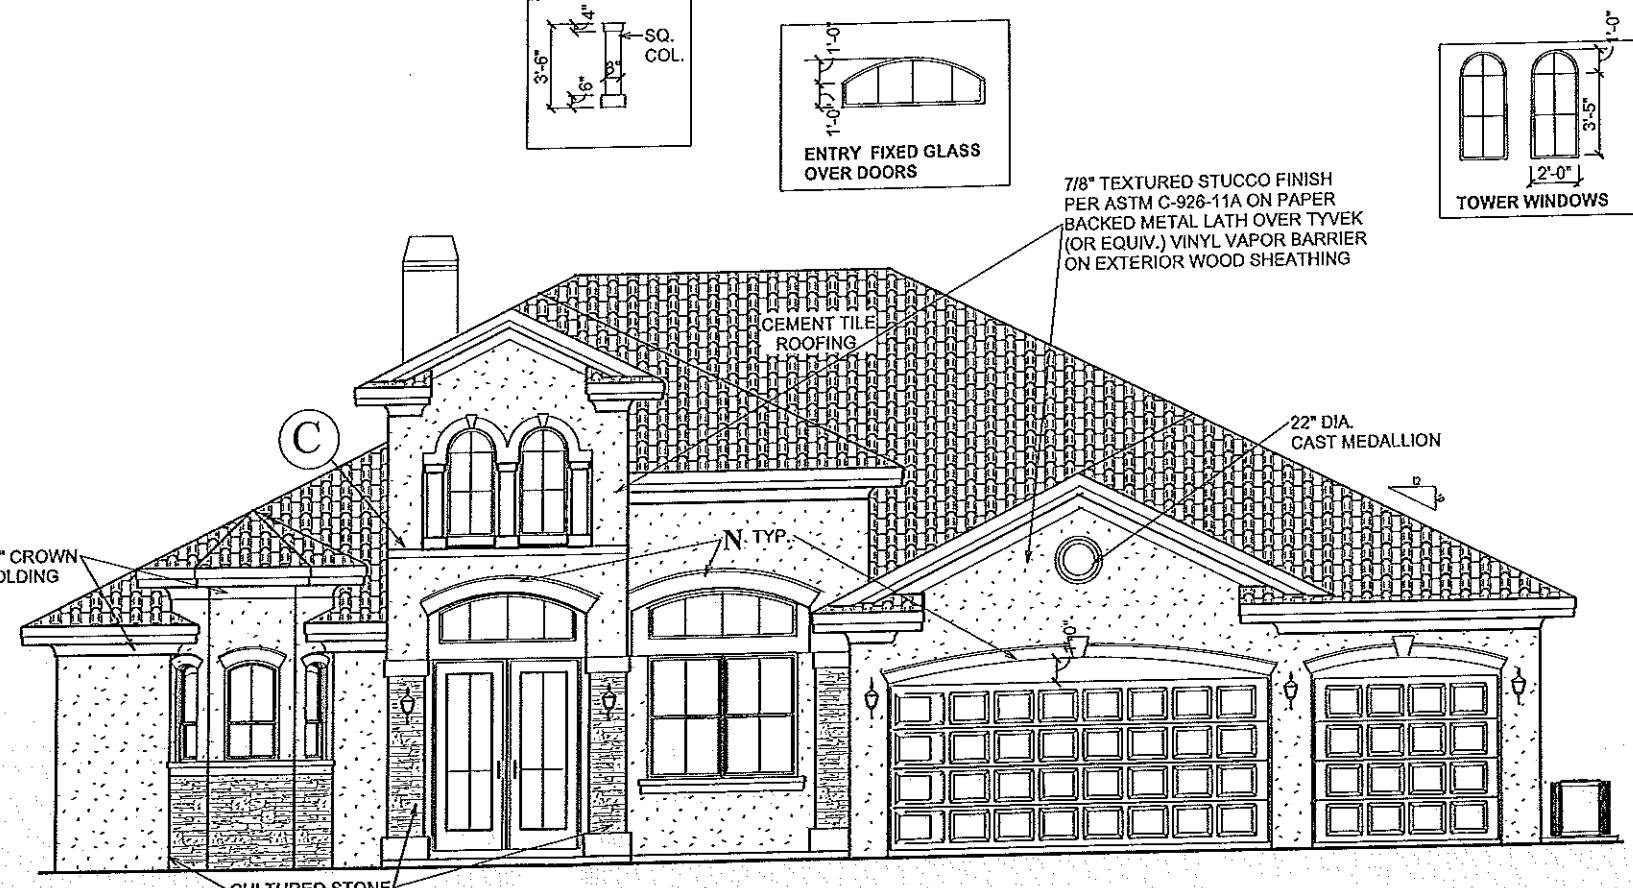 4"
SQ.
COL.
3'-6"
8"
6"
1'-0"
1'-0"
ENTRY FIXED GLASS
OVER DOORS
1'-0"
3'-5"
2'-0"
TOWER WINDOWS
7/8" TEXTURED STUCCO FINISH
PER ASTM C-926-11A ON PAPER
BACKED METAL LATH OVER TYVEK
(OR EQUIV.) VINYL VAPOR BARRIER
ON EXTERIOR WOOD SHEATHING
CEMENT TILE
ROOFING
C
22" DIA.
CAST MEDALLION
12
N TYP.
" CROWN
OLDING
1'-0"
CULTURED STONE